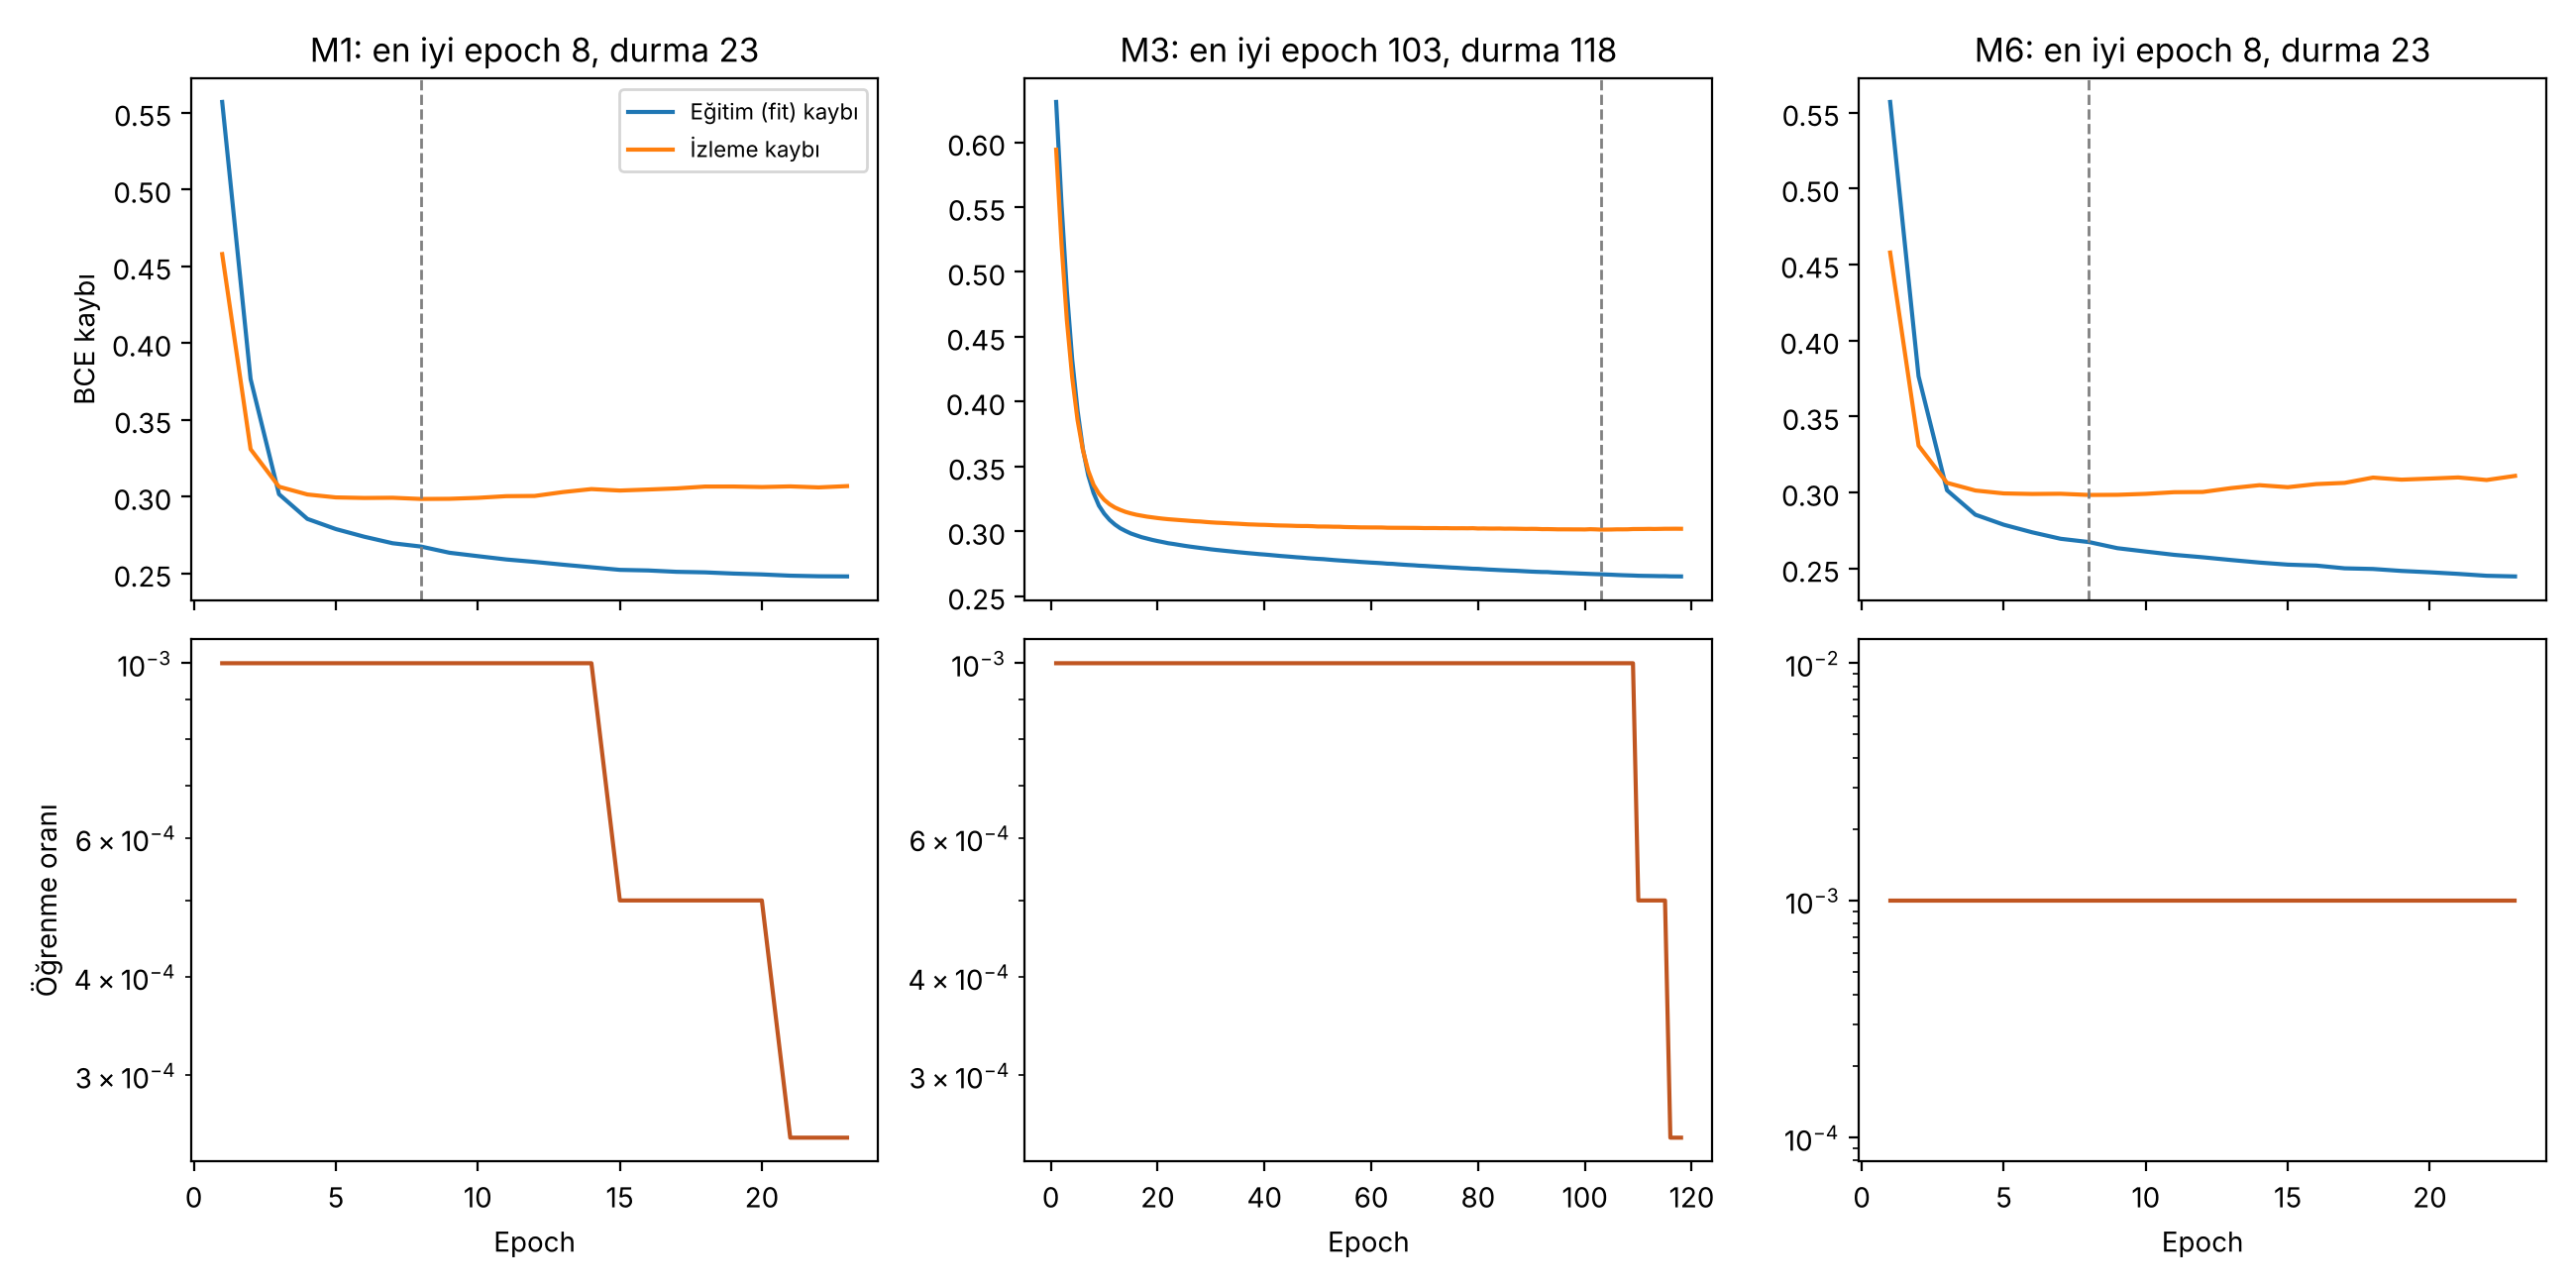 M1: en iyi epoch 8, durma 23
M3: en iyi epoch 103, durma 118
M6: en iyi epoch 8, durma 23
BCE kaybı
0.55
0.50
0.45
0.40
0.35
0.30
0.25
Eğitim (fit) kaybı
İzleme kaybı
0.60
0.55
0.50
0.45
0.40
0.35
0.30
0.25
0.55
0.50
0.45
0.40
0.35
0.30
0.25
Öğrenme oranı
10⁻³
6 × 10⁻⁴
4 × 10⁻⁴
3 × 10⁻⁴
0 5 10 15 20
Epoch
10⁻³
6 × 10⁻⁴
4 × 10⁻⁴
3 × 10⁻⁴
0 20 40 60 80 100 120
Epoch
10⁻²
10⁻³
10⁻⁴
0 5 10 15 20
Epoch